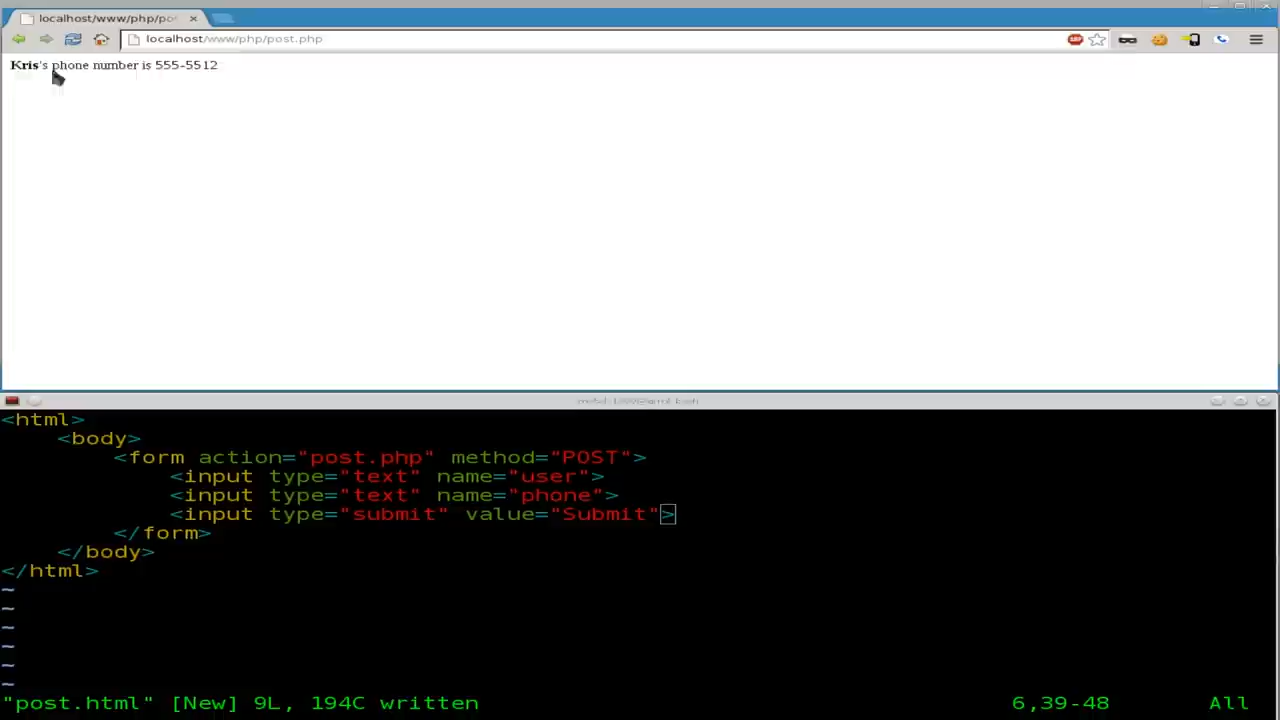 localhost/www/php/po
localhost/www/php/post.php
ABP
Kris's phone number is 555-5512
<html>
<body>
<form action="post.php" method="POST">
<input type="text" name="user">
<input type="text" name="phone">
<input type="submit" value="Submit">
</form>
</body>
</html>
~
~
~
~
~
~
"post.html" [New] 9L, 194C written 6,39-48 All